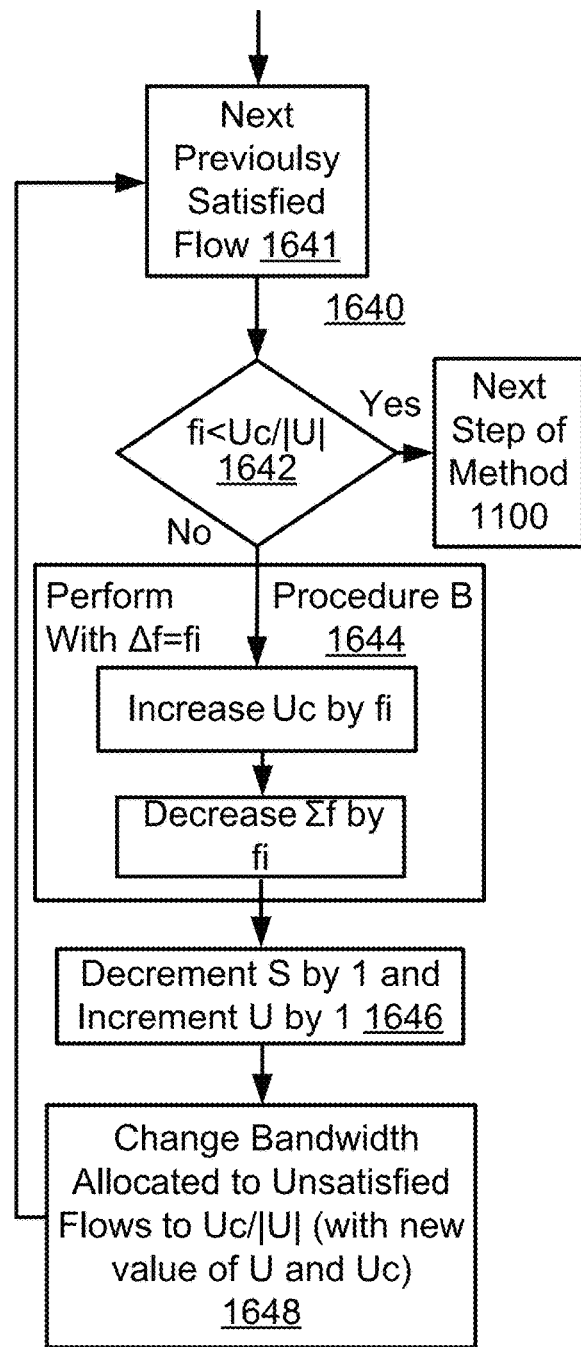 Next
Previoulsy
Satisfied
Flow 1641
1640
fi<Uc/|U|
1642
Yes
Next
Step of
Method
1100
No
Perform
With Δf=fi
Procedure B
1644
Increase Uc by fi
Decrease Σf by
fi
Decrement S by 1 and
Increment U by 1 1646
Change Bandwidth
Allocated to Unsatisfied
Flows to Uc/|U| (with new
value of U and Uc)
1648